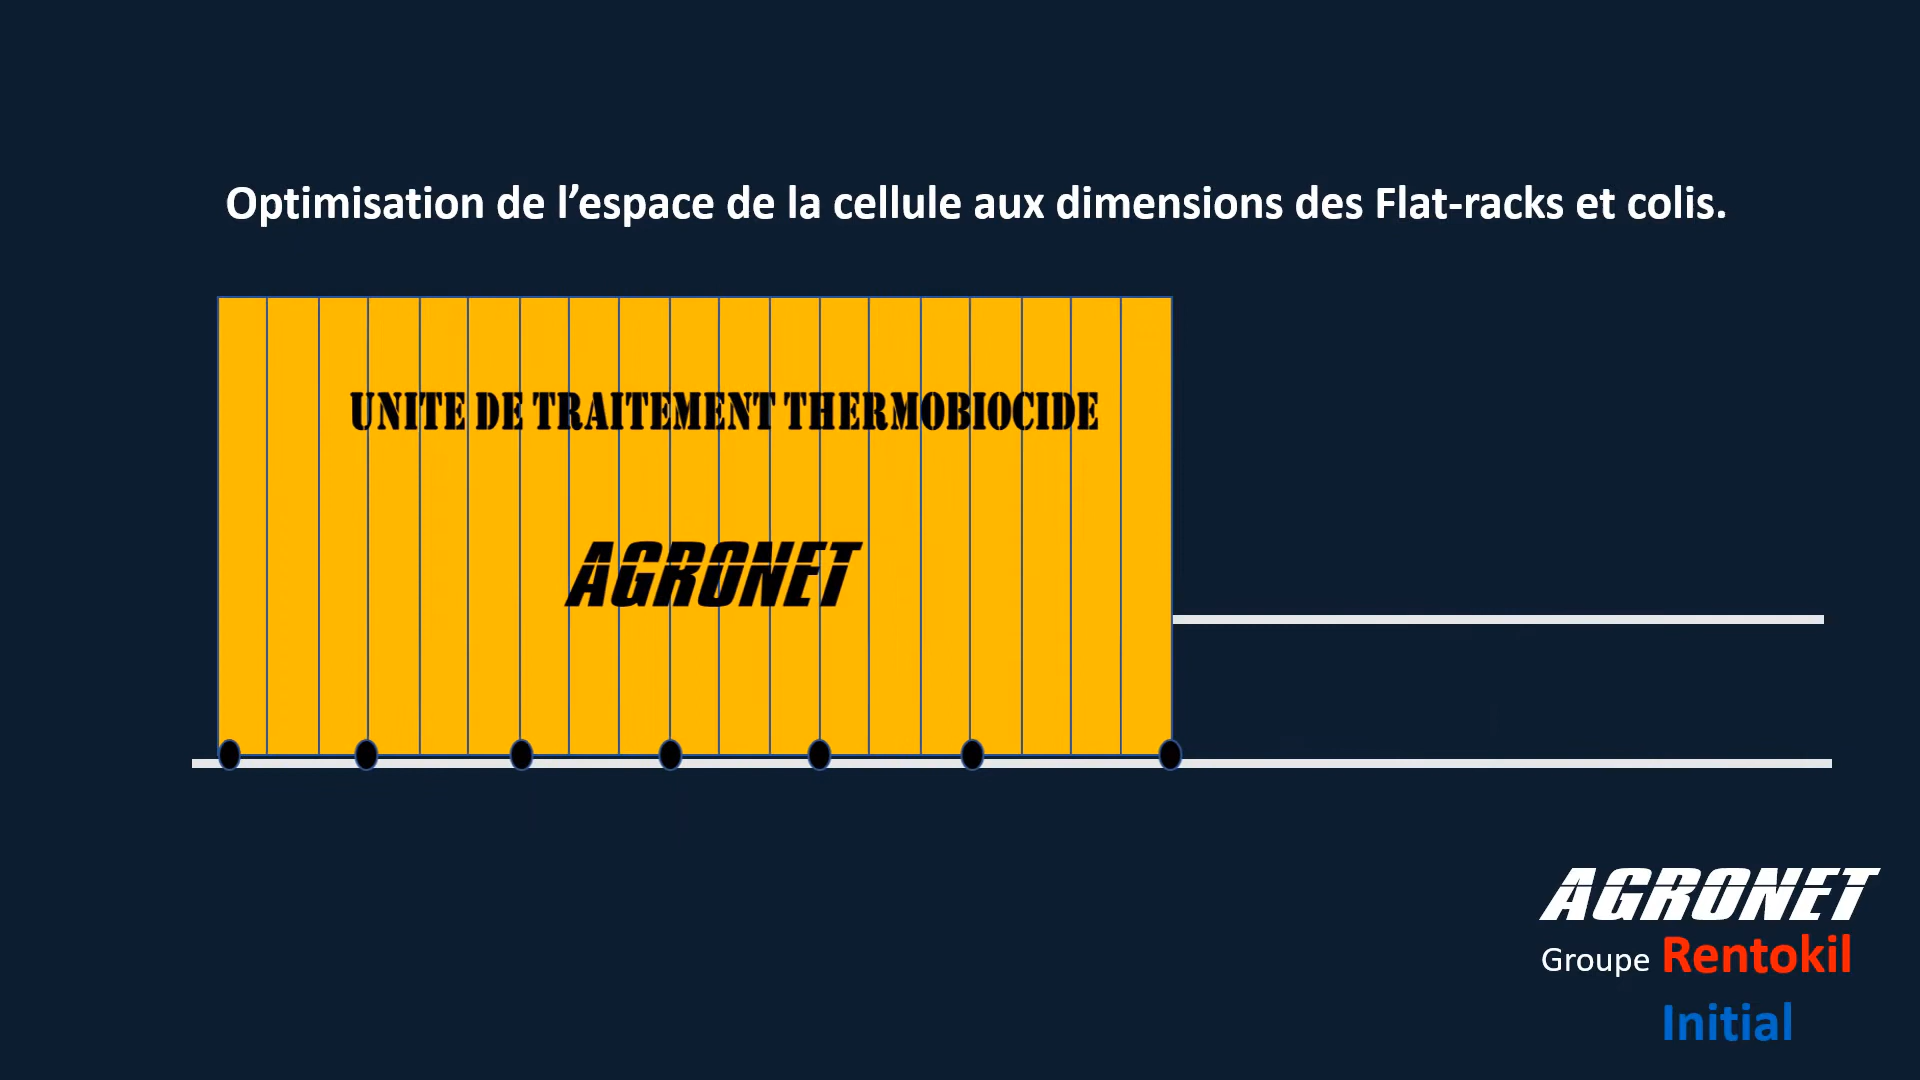 Optimisation de l’espace de la cellule aux dimensions des Flat-racks et colis.
UNITE DE TRAITEMENT THERMOBIOCIDE
AGRONET
AGRONET
Groupe Rentokil
Initial